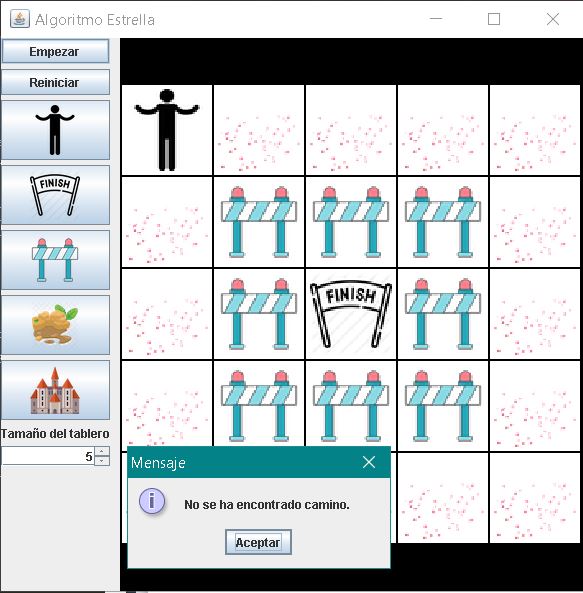 Algoritmo Estrella
Empezar
Reiniciar
FINISH
FINISH
Tamaño del tablero
5
Mensaje
No se ha encontrado camino.
Aceptar